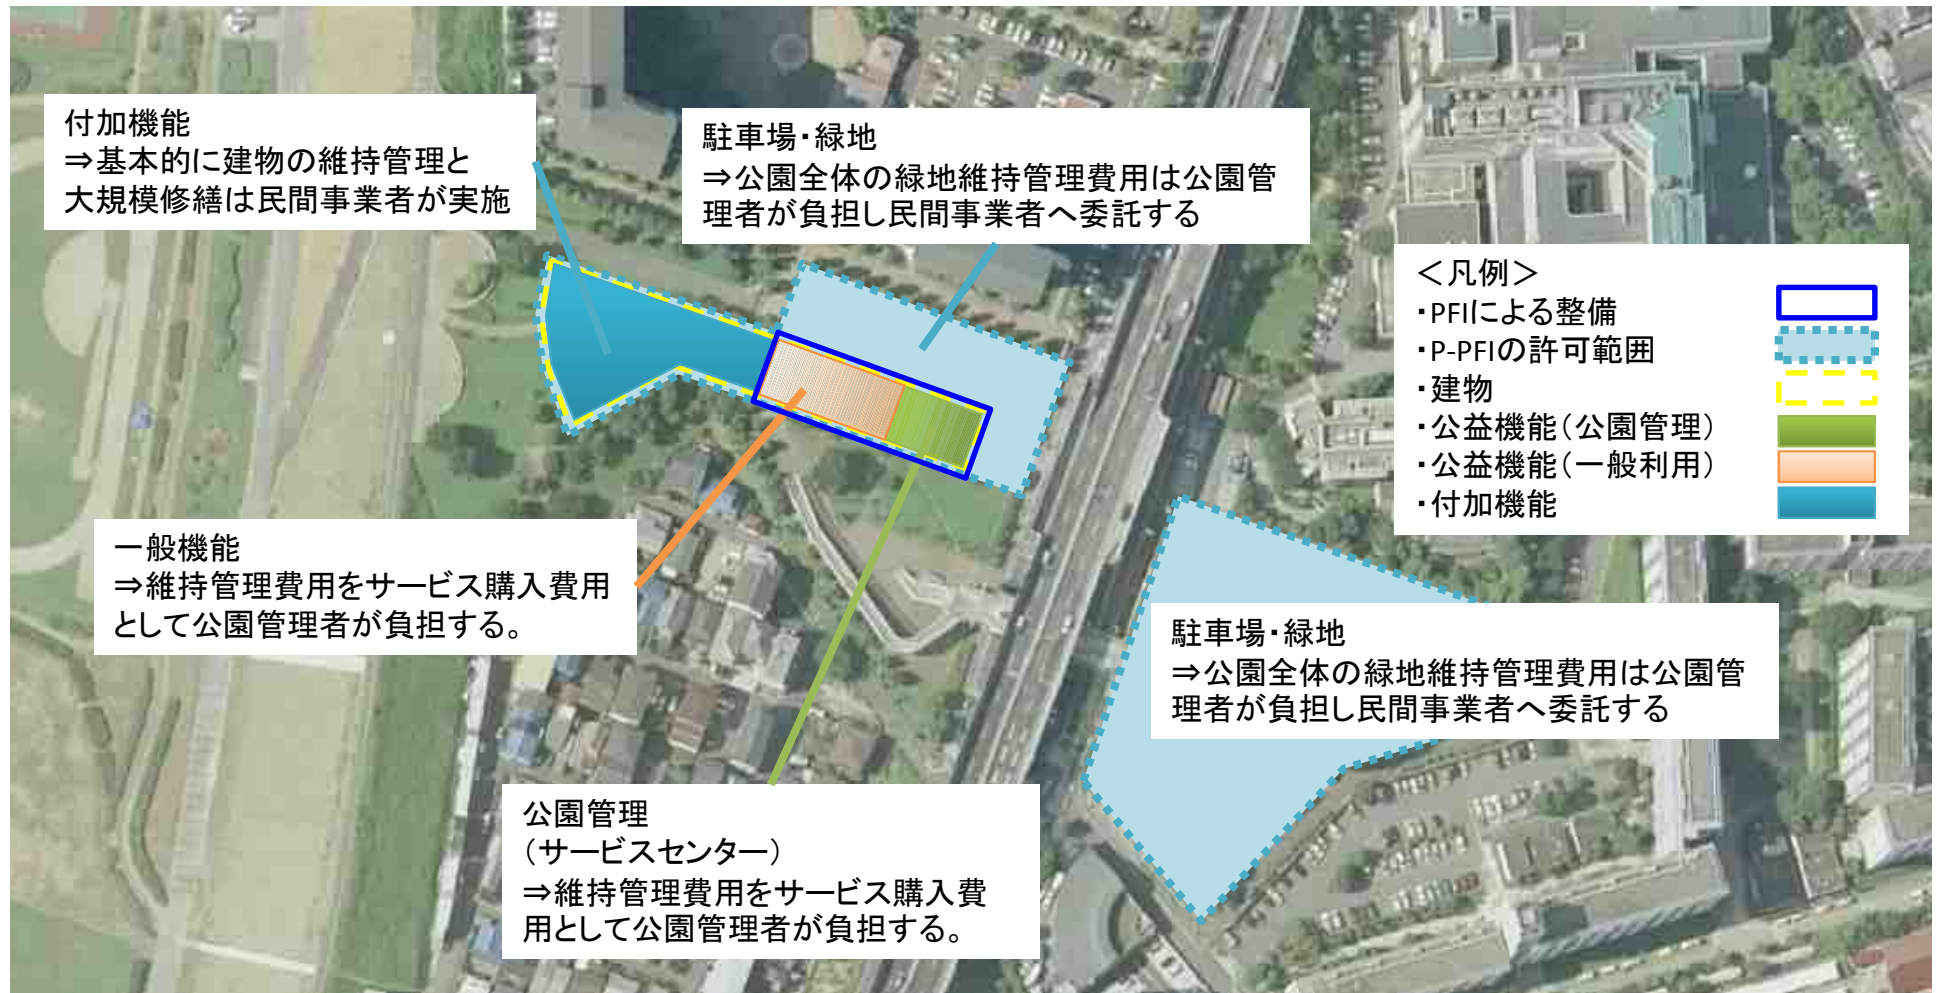 付加機能
⇒基本的に建物の維持管理と
大規模修繕は民間事業者が実施
駐車場・緑地
⇒公園全体の緑地維持管理費用は公園管
理者が負担し民間事業者へ委託する
＜凡例＞
・PFIによる整備
・P-PFIの許可範囲
・建物
・公益機能（公園管理）
・公益機能（一般利用）
・付加機能
一般機能
⇒維持管理費用をサービス購入費用
として公園管理者が負担する。
駐車場・緑地
⇒公園全体の緑地維持管理費用は公園管
理者が負担し民間事業者へ委託する
公園管理
（サービスセンター）
⇒維持管理費用をサービス購入費
用として公園管理者が負担する。